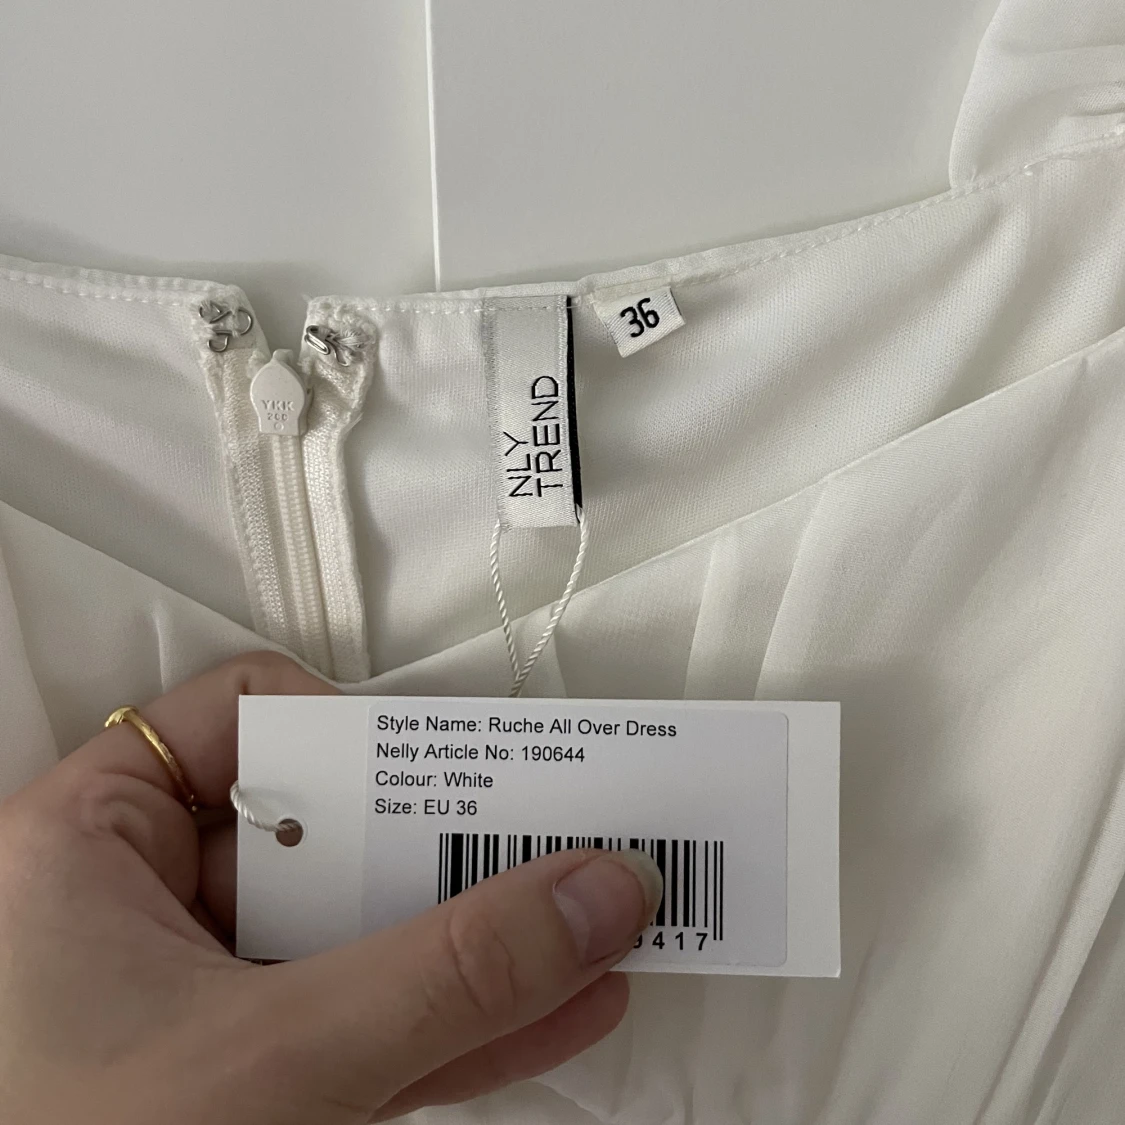 36
NLY
TREND
YKK
Style Name: Ruche All Over Dress
Nelly Article No: 190644
Colour: White
Size: EU 36
9417